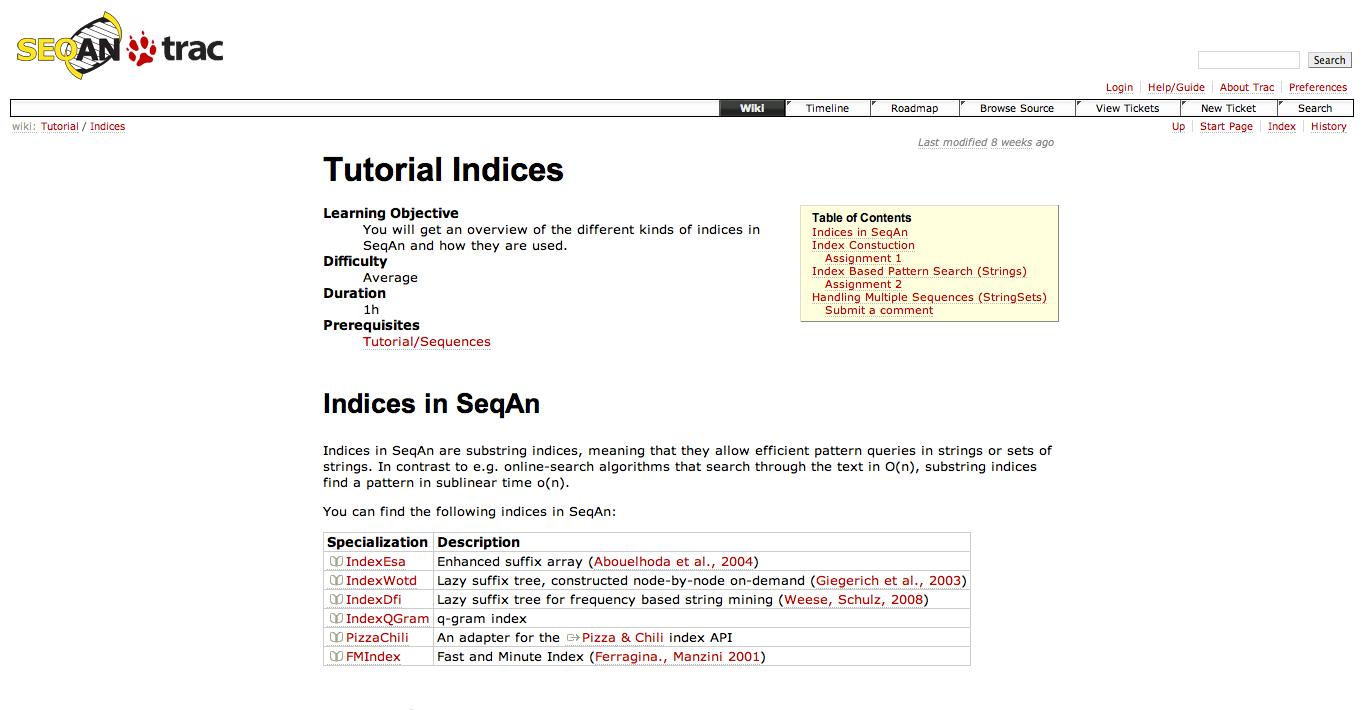 SEQAN trac
Search
Login Help/Guide About Trac Preferences
Wiki Timeline Roadmap Browse Source View Tickets New Ticket Search
wiki: Tutorial / Indices
Up Start Page Index History
Last modified 8 weeks ago
Tutorial Indices
Learning Objective
You will get an overview of the different kinds of indices in
SeqAn and how they are used.
Difficulty
Average
Duration
1h
Prerequisites
Tutorial/Sequences
Table of Contents
Indices in SeqAn
Index Constuction
Assignment 1
Index Based Pattern Search (Strings)
Assignment 2
Handling Multiple Sequences (StringSets)
Submit a comment
Indices in SeqAn
Indices in SeqAn are substring indices, meaning that they allow efficient pattern queries in strings or sets of
strings. In contrast to e.g. online-search algorithms that search through the text in O(n), substring indices
find a pattern in sublinear time o(n).
You can find the following indices in SeqAn:
Specialization Description
IndexEsa Enhanced suffix array (Abouelhoda et al., 2004)
IndexWotd Lazy suffix tree, constructed node-by-node on-demand (Giegerich et al., 2003)
IndexDfi Lazy suffix tree for frequency based string mining (Weese, Schulz, 2008)
IndexQGram q-gram index
PizzaChili An adapter for the Pizza & Chili index API
FMIndex Fast and Minute Index (Ferragina., Manzini 2001)